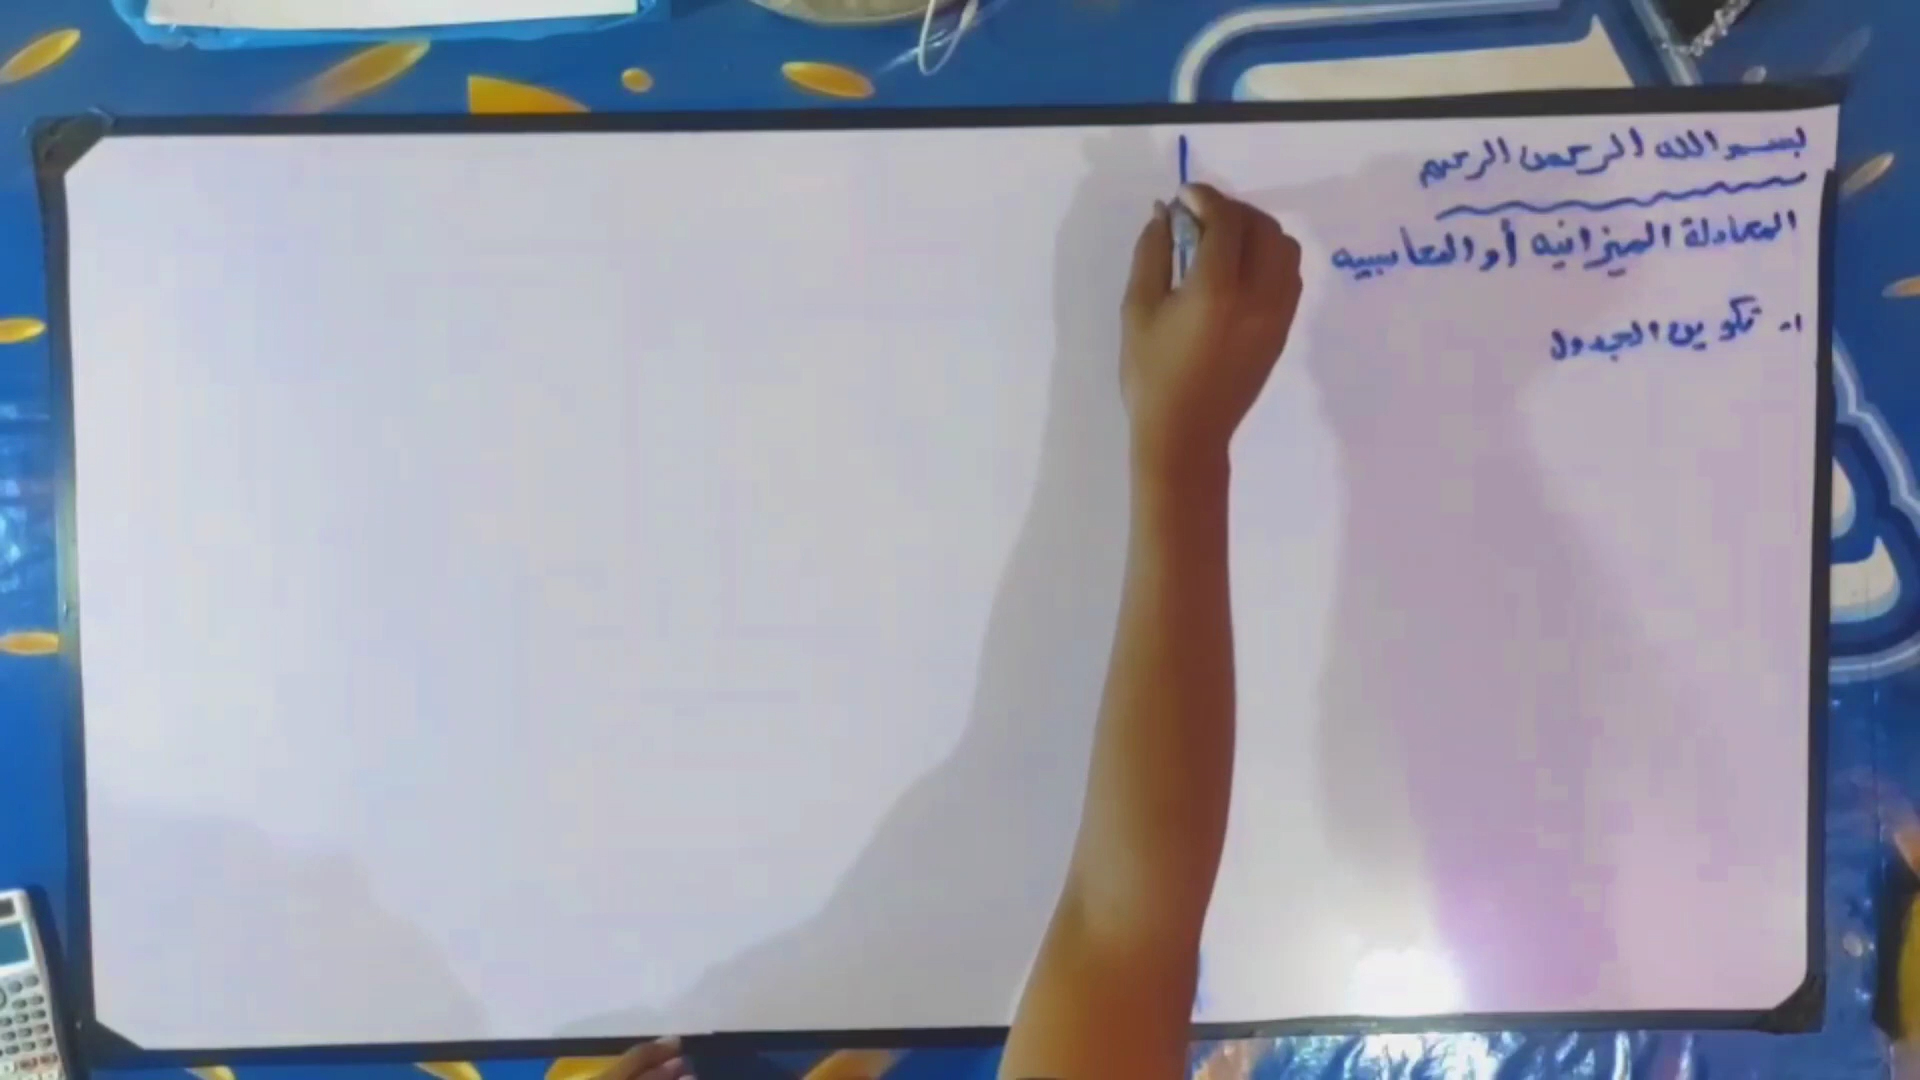 بسم الله الرحمن الرحيم
المعادلة الميزانيه أو المحاسبيه
١- تكوين الجدول